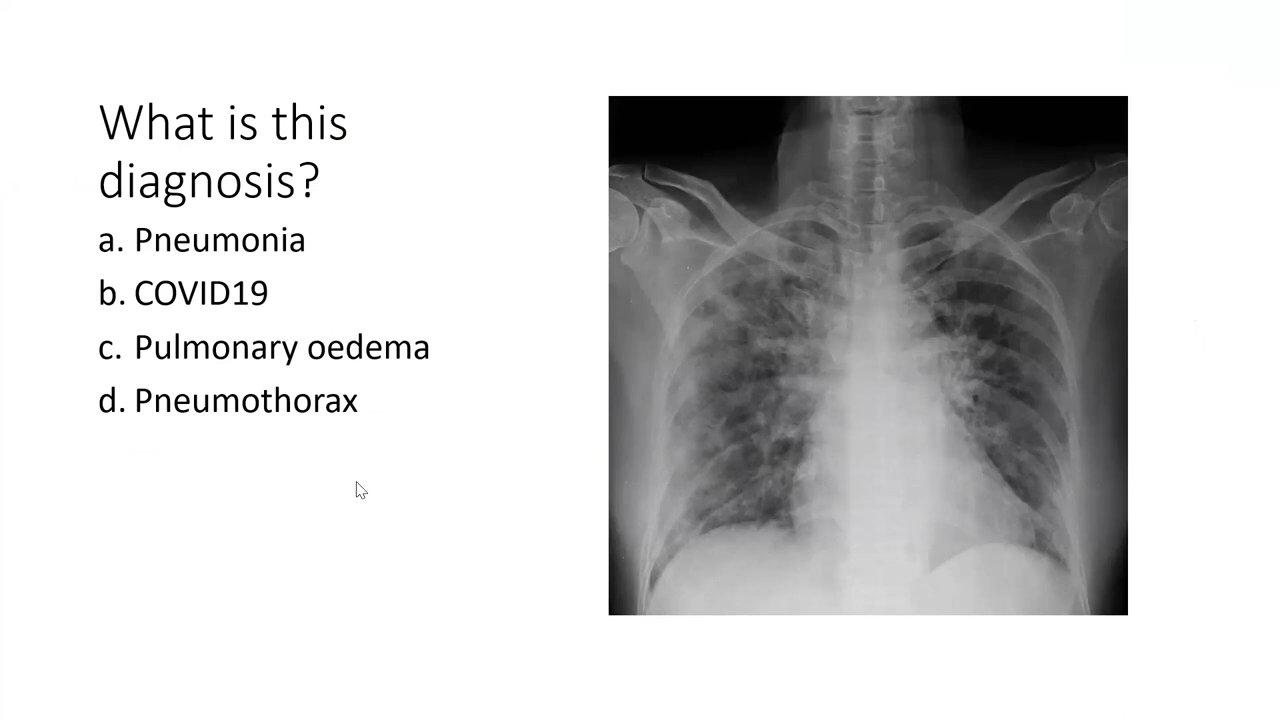 What is this
diagnosis?
a. Pneumonia
b. COVID19
c. Pulmonary oedema
d. Pneumothorax